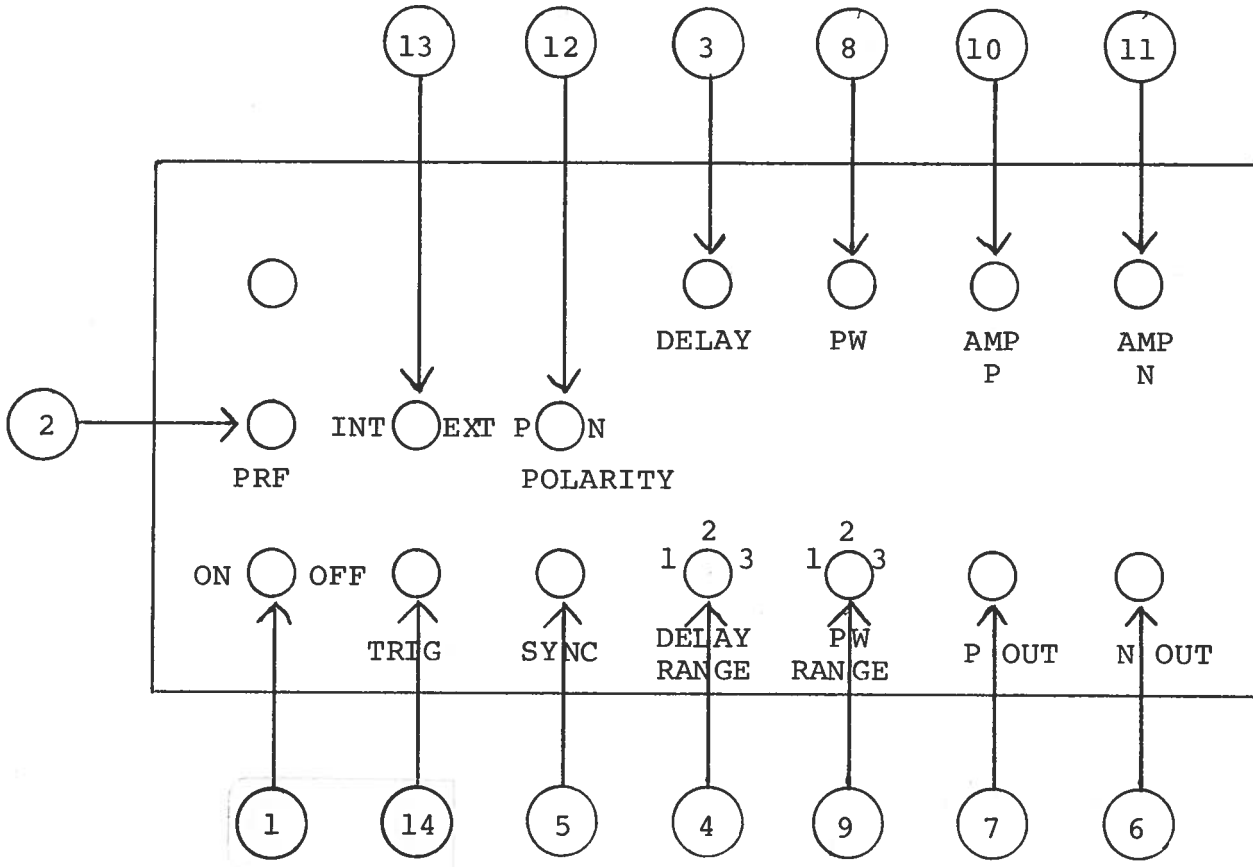 13 12 3 8 10 11
DELAY PW AMP P AMP N
2
INT EXT P N
PRF POLARITY
2 2
ON OFF 1 3 1 3
TRIG SYNC DELAY RANGE PW RANGE P OUT N OUT
1 14 5 4 9 7 6